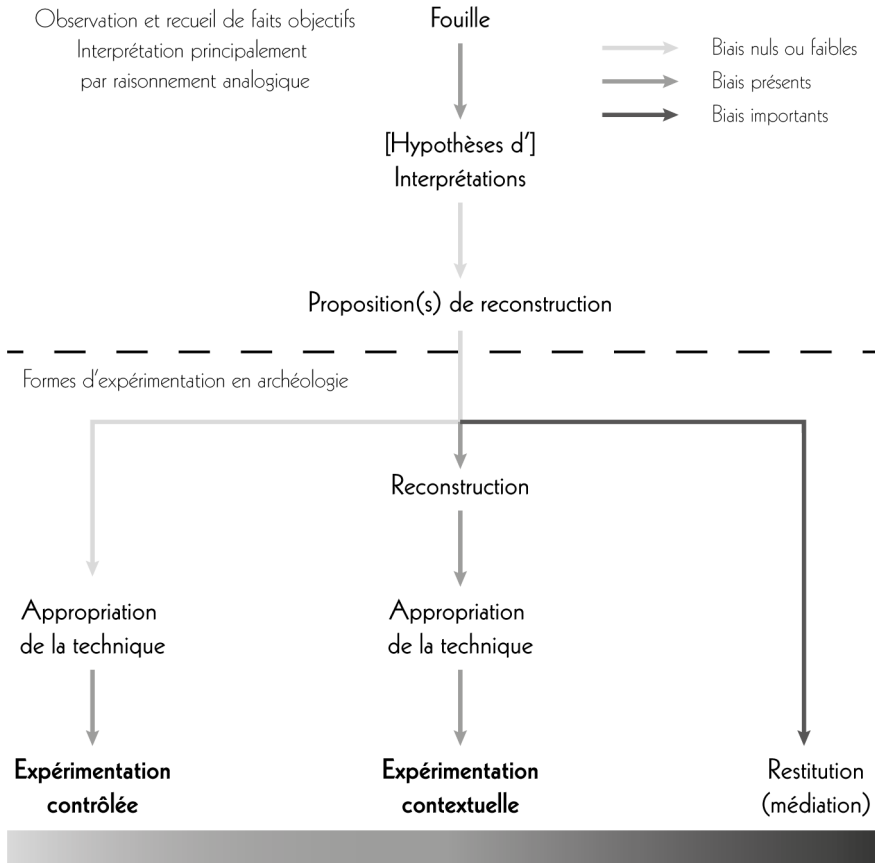 Observation et recueil de faits objectifs
Interprétation principalement
par raisonnement analogique
Fouille
Biais nuls ou faibles
Biais présents
Biais importants
[Hypothèses d']
Interprétations
Proposition(s) de reconstruction
Formes d'expérimentation en archéologie
Reconstruction
Appropriation
de la technique
Appropriation
de la technique
Expérimentation
contrôlée
Expérimentation
contextuelle
Restitution
(médiation)